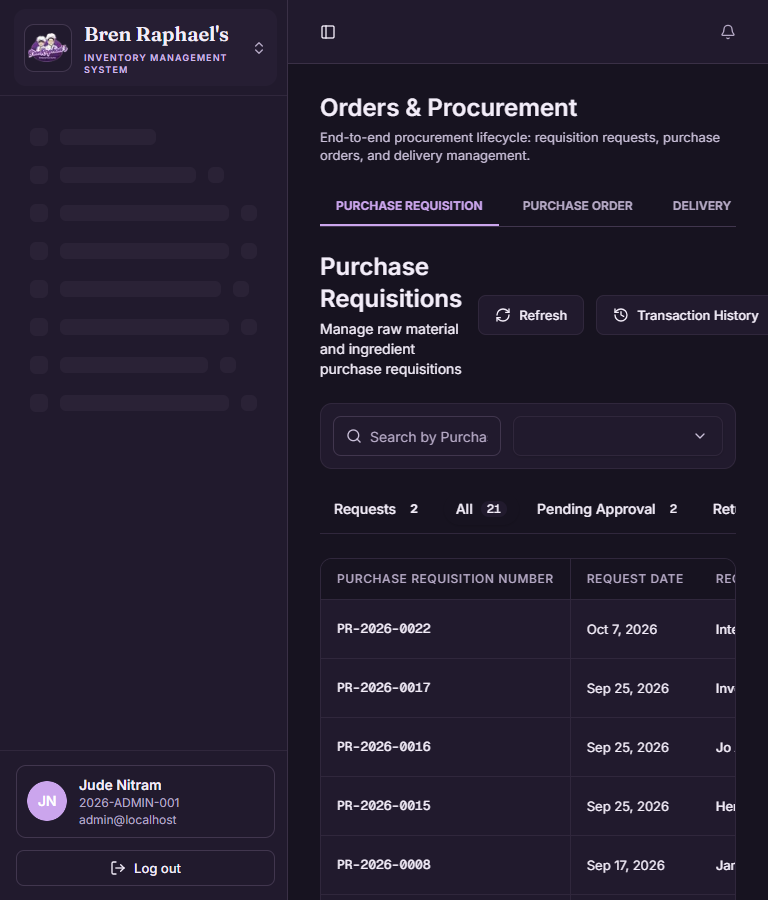 Bren Raphael's
INVENTORY MANAGEMENT
SYSTEM
Orders & Procurement
End-to-end procurement lifecycle: requisition requests, purchase
orders, and delivery management.
PURCHASE REQUISITION
PURCHASE ORDER
DELIVERY
Purchase
Requisitions
Manage raw material
and ingredient
purchase requisitions
Refresh
Transaction History
Search by Purcha
Requests 2
All 21
Pending Approval 2
PURCHASE REQUISITION NUMBER
REQUEST DATE
PR-2026-0022
Oct 7, 2026
PR-2026-0017
Sep 25, 2026
PR-2026-0016
Sep 25, 2026
Jo
PR-2026-0015
Sep 25, 2026
PR-2026-0008
Sep 17, 2026
JN
Jude Nitram
2026-ADMIN-001
admin@localhost
Log out